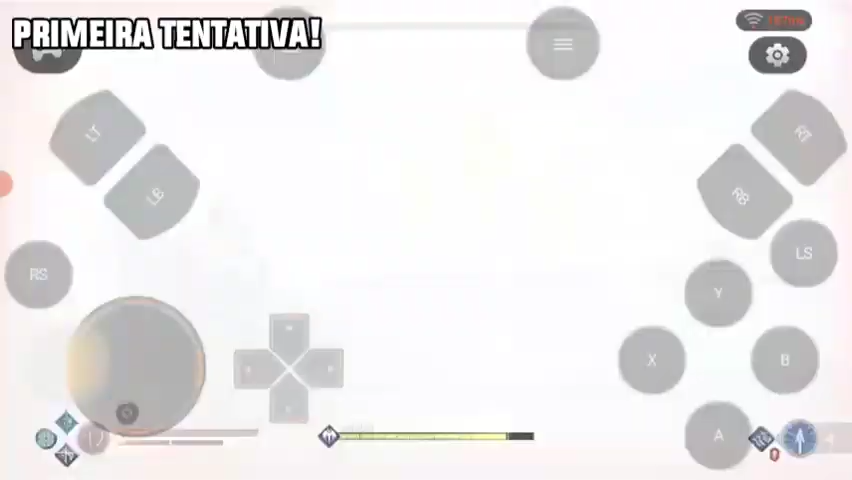 PRIMEIRA TENTATIVA!
LT
RT
LB
RB
RS
LS
Y
X
B
A